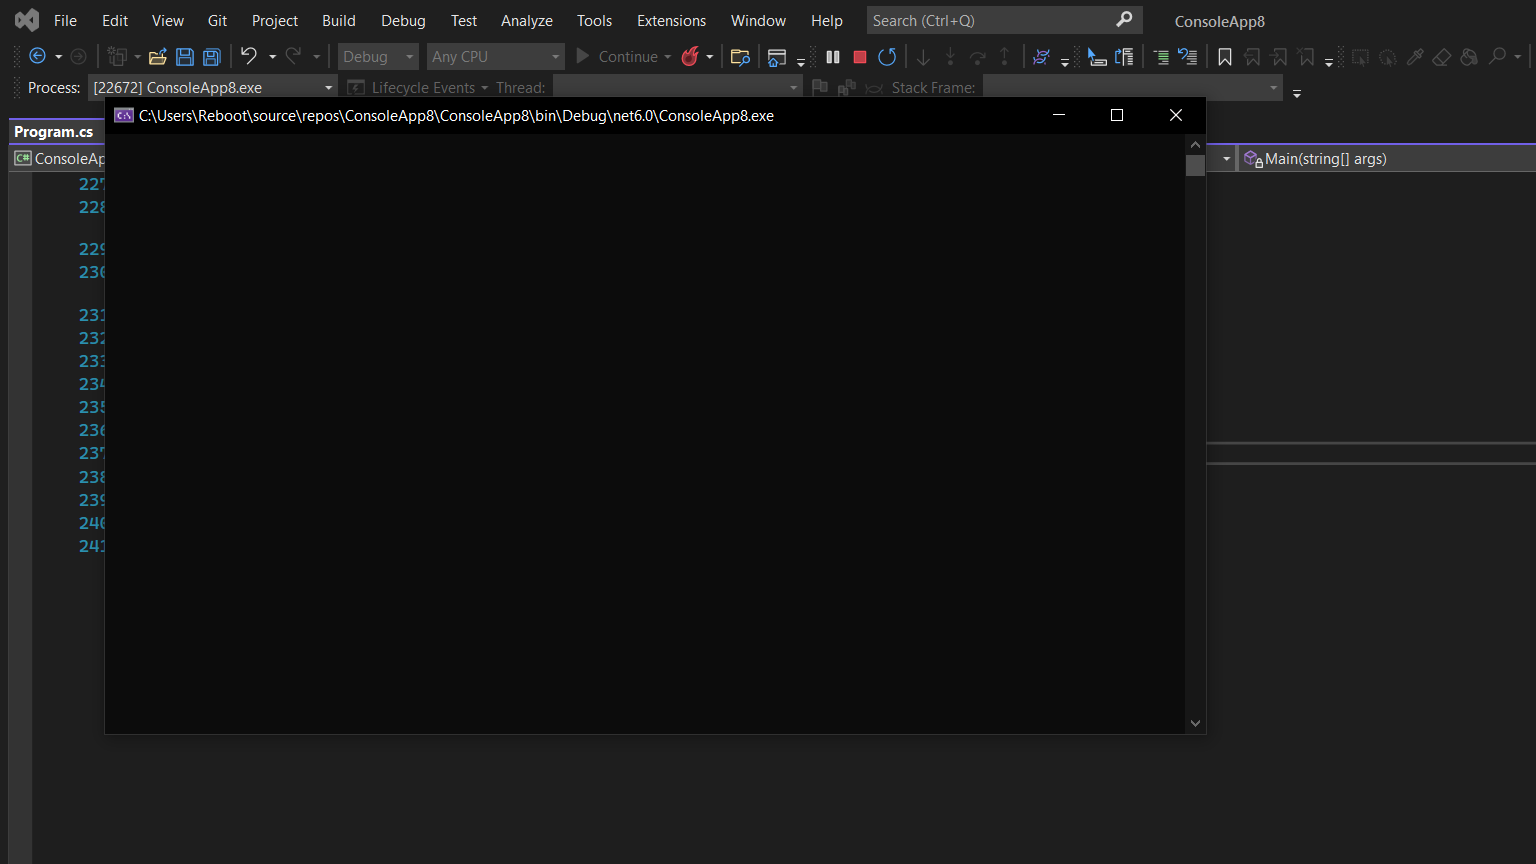 File Edit View Git Project Build Debug Test Analyze Tools Extensions Window Help Search (Ctrl+Q) ConsoleApp8
Debug Any CPU Continue
Process: [22672] ConsoleApp8.exe Lifecycle Events Thread: Stack Frame:
C:\Users\Reboot\source\repos\ConsoleApp8\ConsoleApp8\bin\Debug\net6.0\ConsoleApp8.exe
Program.cs
C# ConsoleAp Main(string[] args)
227
228
229
230
231
232
233
234
235
236
237
238
239
240
241